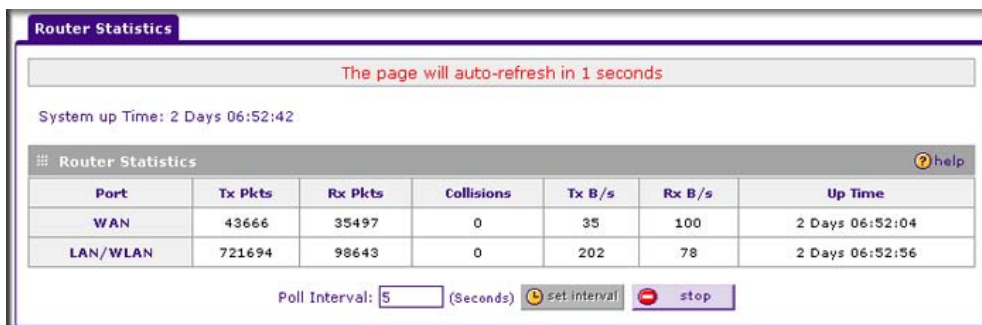 Router Statistics
The page will auto-refresh in 1 seconds
System up Time: 2 Days 06:52:42
Router Statistics help
Port Tx Pkts Rx Pkts Collisions Tx B/s Rx B/s Up Time
WAN 43666 35497 0 35 100 2 Days 06:52:04
LAN/WLAN 721694 98643 0 202 78 2 Days 06:52:56
Poll Interval: 5 (Seconds) set interval stop